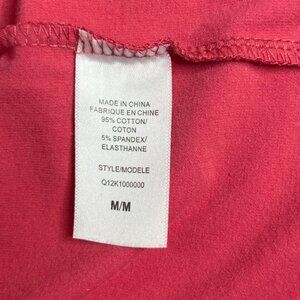 MADE IN CHINA
FABRIQUE EN CHINE
95% COTTON/
COTON
5% SPANDEX/
ELASTHANNE
STYLE/MODELE
Q12K1000000
M/M